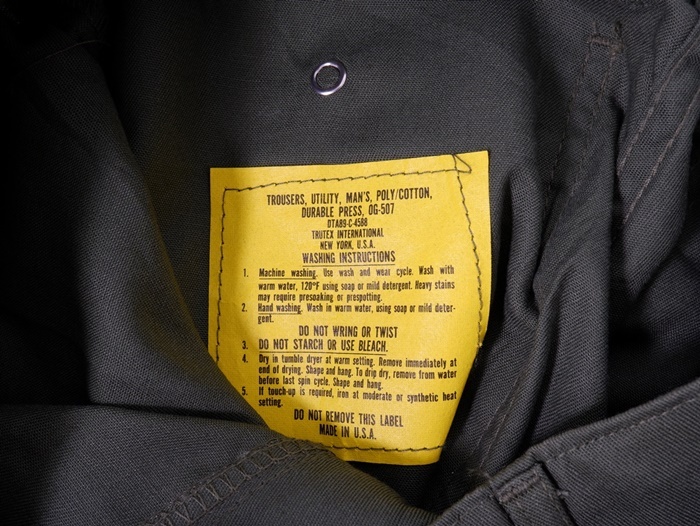 TROUSERS, UTILITY, MAN'S, POLY/COTTON,
DURABLE PRESS, OG-507
DTA89-C-4588
TRUTEX INTERNATIONAL
NEW YORK, U.S.A.
WASHING INSTRUCTIONS
1. Machine washing. Use wash and wear cycle. Wash with
warm water, 120°F using soap or mild detergent. Heavy stains
may require presoaking or prespotting.
2. Hand washing. Wash in warm water, using soap or mild deter-
gent.
DO NOT WRING OR TWIST
3. DO NOT STARCH OR USE BLEACH.
4. Dry in tumble dryer at warm setting. Remove immediately at
end of drying. Shape and hang. To drip dry, remove from water
before last spin cycle. Shape and hang.
5. If touch-up is required, iron at moderate or synthetic heat
setting.
DO NOT REMOVE THIS LABEL
MADE IN U.S.A.